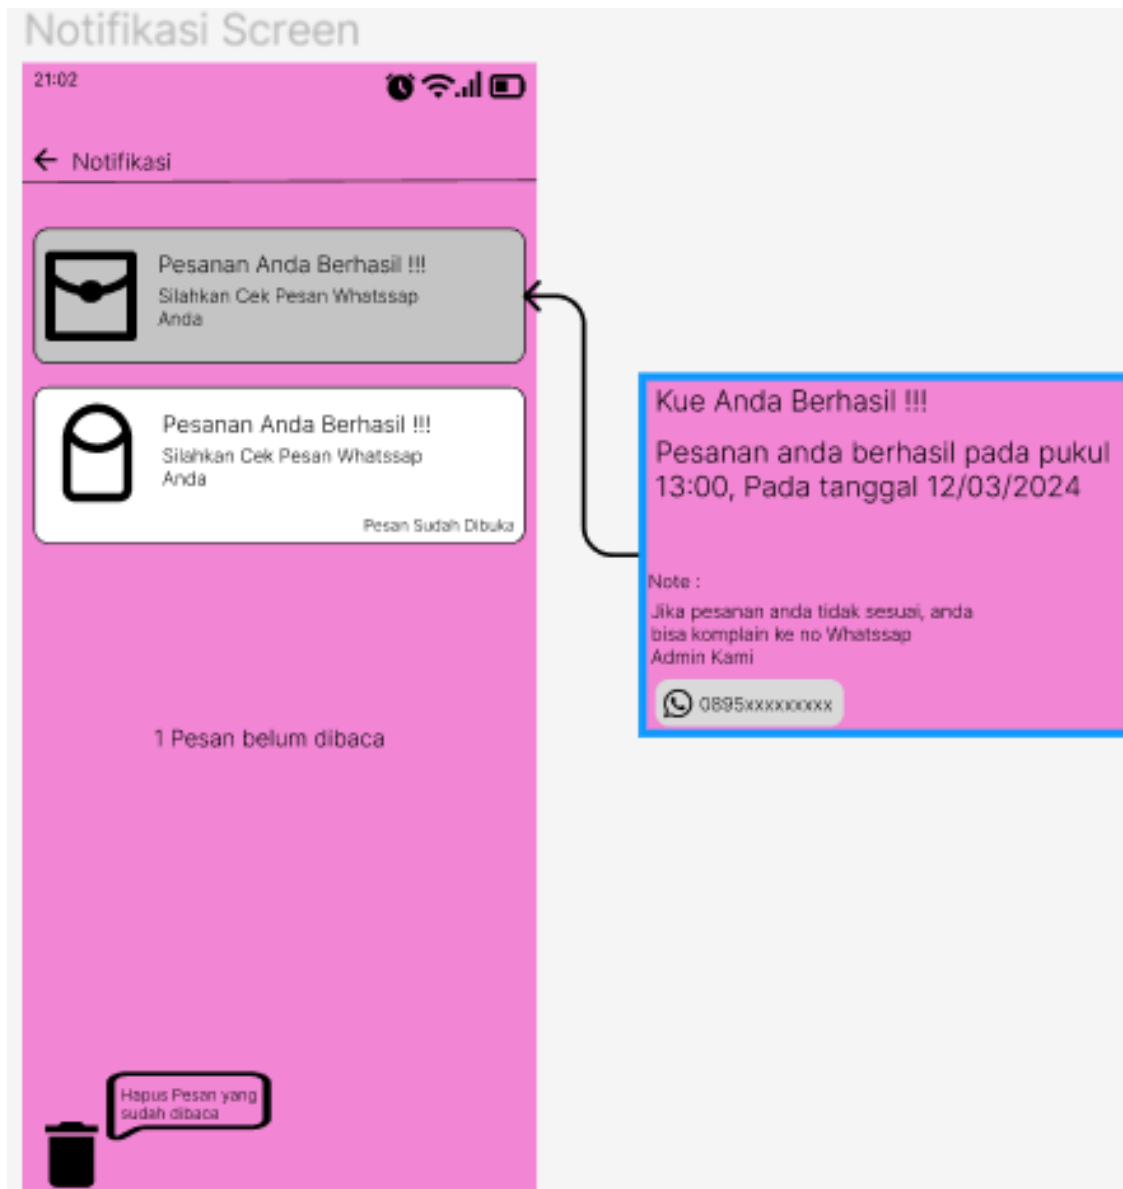 Notifikasi Screen
21:02
Notifikasi
Pesanan Anda Berhasil !!!
Silahkan Cek Pesan Whatssap
Anda
Pesanan Anda Berhasil !!!
Silahkan Cek Pesan Whatssap
Anda
Pesan Sudah Dibuka
1 Pesan belum dibaca
Hapus Pesan yang
sudah dibaca
Kue Anda Berhasil !!!
Pesanan anda berhasil pada pukul
13:00, Pada tanggal 12/03/2024
Note :
Jika pesanan anda tidak sesuai, anda
bisa komplain ke no Whatssap
Admin Kami
0895xxxxxxxxx